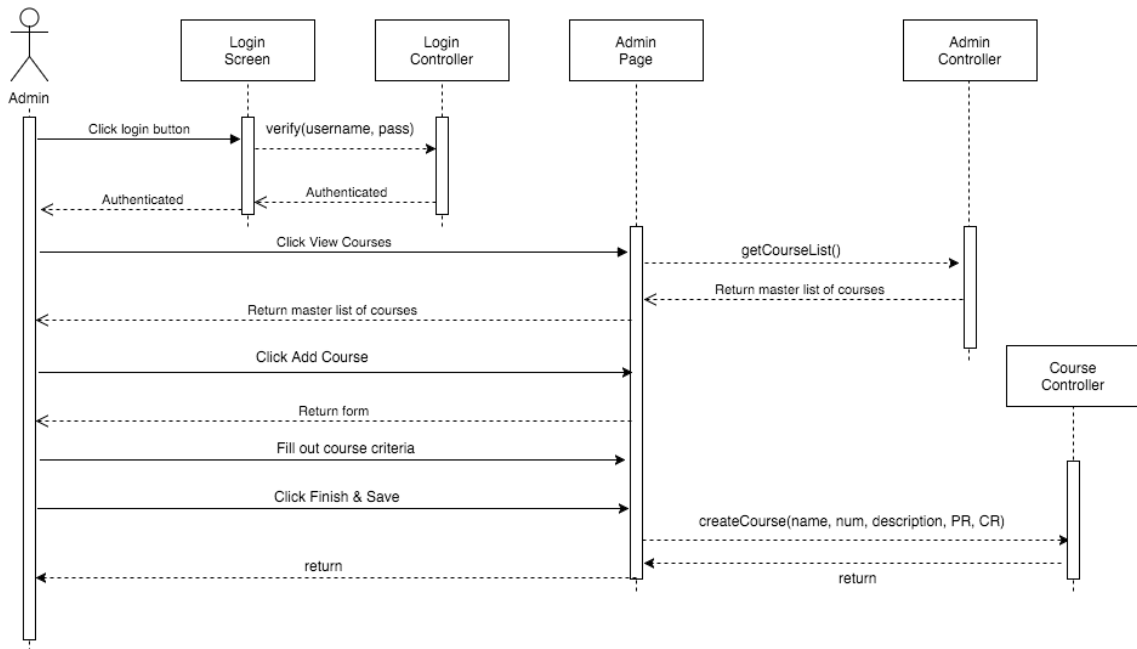 Login
Screen
Login
Controller
Admin
Page
Admin
Controller
Admin
Click login button
verify(username, pass)
Authenticated
Authenticated
Click View Courses
getCourseList()
Return master list of courses
Return master list of courses
Click Add Course
Course
Controller
Return form
Fill out course criteria
Click Finish & Save
createCourse(name, num, description, PR, CR)
return
return